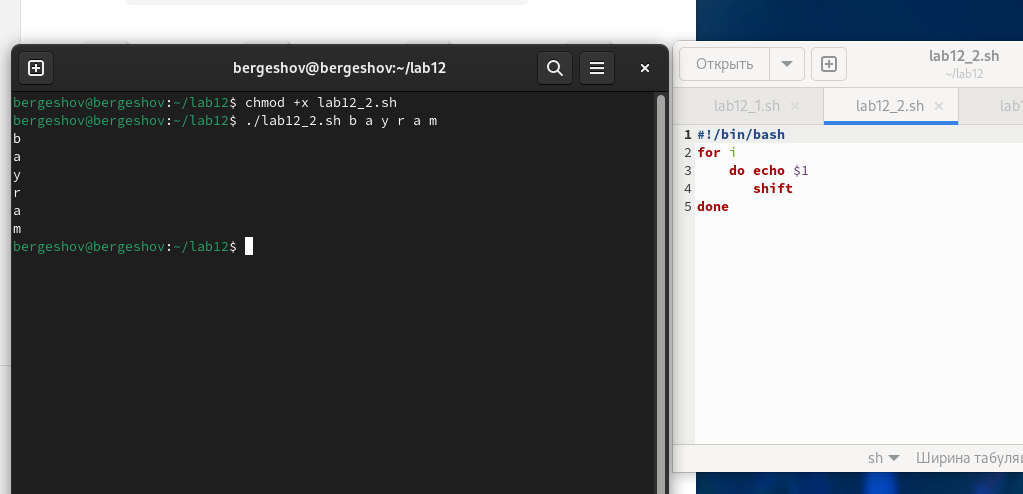 bergeshov@bergeshov:~/lab12
bergeshov@bergeshov:~/lab12$ chmod +x lab12_2.sh
bergeshov@bergeshov:~/lab12$ ./lab12_2.sh b a y r a m
b
a
y
r
a
m
bergeshov@bergeshov:~/lab12$
Открыть
lab12_2.sh
~/lab12
lab12_1.sh
lab12_2.sh
lab
1 #!/bin/bash
2 for i
3     do echo $1
4        shift
5 done
sh
Ширина табуля